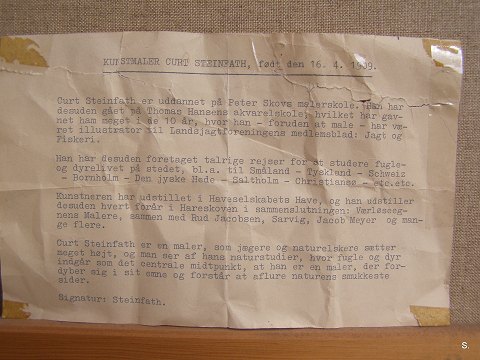 KUNSTMALER CURT STEINFATH, født den 16. 4. 1909.
Curt Steinfath er uddannet på Peter Skovs malerskole. Han har
desuden gået på Thomas Hansens akvarelskole, hvilket har gav-
net ham meget i de 10 år, hvor han - foruden at male - har væ-
ret illustrator til Landsjagtforeningens medlemsblad: Jagt og
Fiskeri.
Han har desuden foretaget talrige rejser for at studere fugle-
og dyrelivet på stedet, bl.a. til Småland - Tyskland - Schweiz
- Bornholm - Den jyske Hede - Saltholm - Christiansø - etc.etc.
Kunstneren har udstillet i Haveselskabets Have, og han udstiller
desuden hvert forår i Hareskoven i sammenslutningen: Værløseeg-
nens Malere, sammen med Rud Jacobsen, Sarvig, Jacob Meyer og man-
ge flere.
Curt Steinfath er en maler, som jægere og naturelskere sætter
meget højt, og man ser af hans naturstudier, hvor fugle og dyr
indgår som det centrale midtpunkt, at han er en maler, der for-
dyber sig i sit emne og forstår at aflure naturens smukkeste
sider.
Signatur: Steinfath.
S.